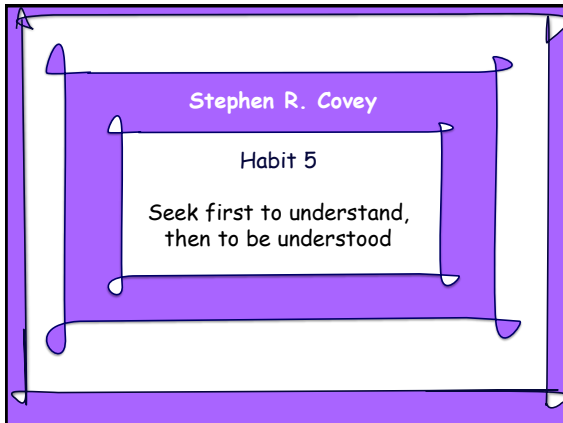 Stephen R. Covey
Habit 5
Seek first to understand,
then to be understood